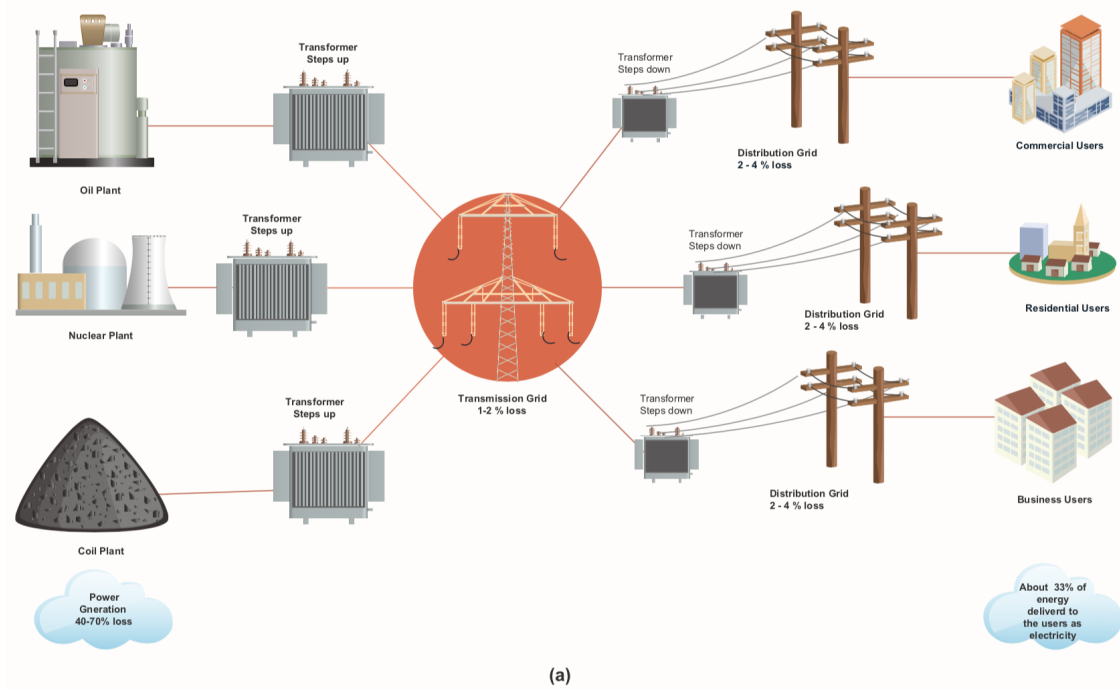 Transformer
Steps up
Oil Plant
Transformer
Steps down
Distribution Grid
2 - 4 % loss
Commercial Users
Transformer
Steps up
Nuclear Plant
Transmission Grid
1-2 % loss
Transformer
Steps down
Distribution Grid
2 - 4 % loss
Residential Users
Transformer
Steps up
Coil Plant
Transformer
Steps down
Distribution Grid
2 - 4 % loss
Business Users
Power
Gneration
40-70% loss
About 33% of
energy
deliverd to
the users as
electricity
(a)